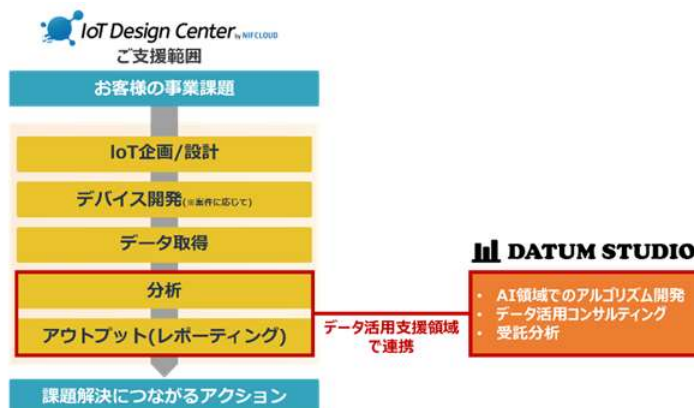 IoT Design Center by NIFCLOUD
ご支援範囲
お客様の事業課題
IoT企画/設計
デバイス開発(※案件に応じて)
データ取得
分析
アウトプット(レポーティング)
課題解決につながるアクション
データ活用支援領域
で連携
DATUM STUDIO
・ AI領域でのアルゴリズム開発
・ データ活用コンサルティング
・ 受託分析